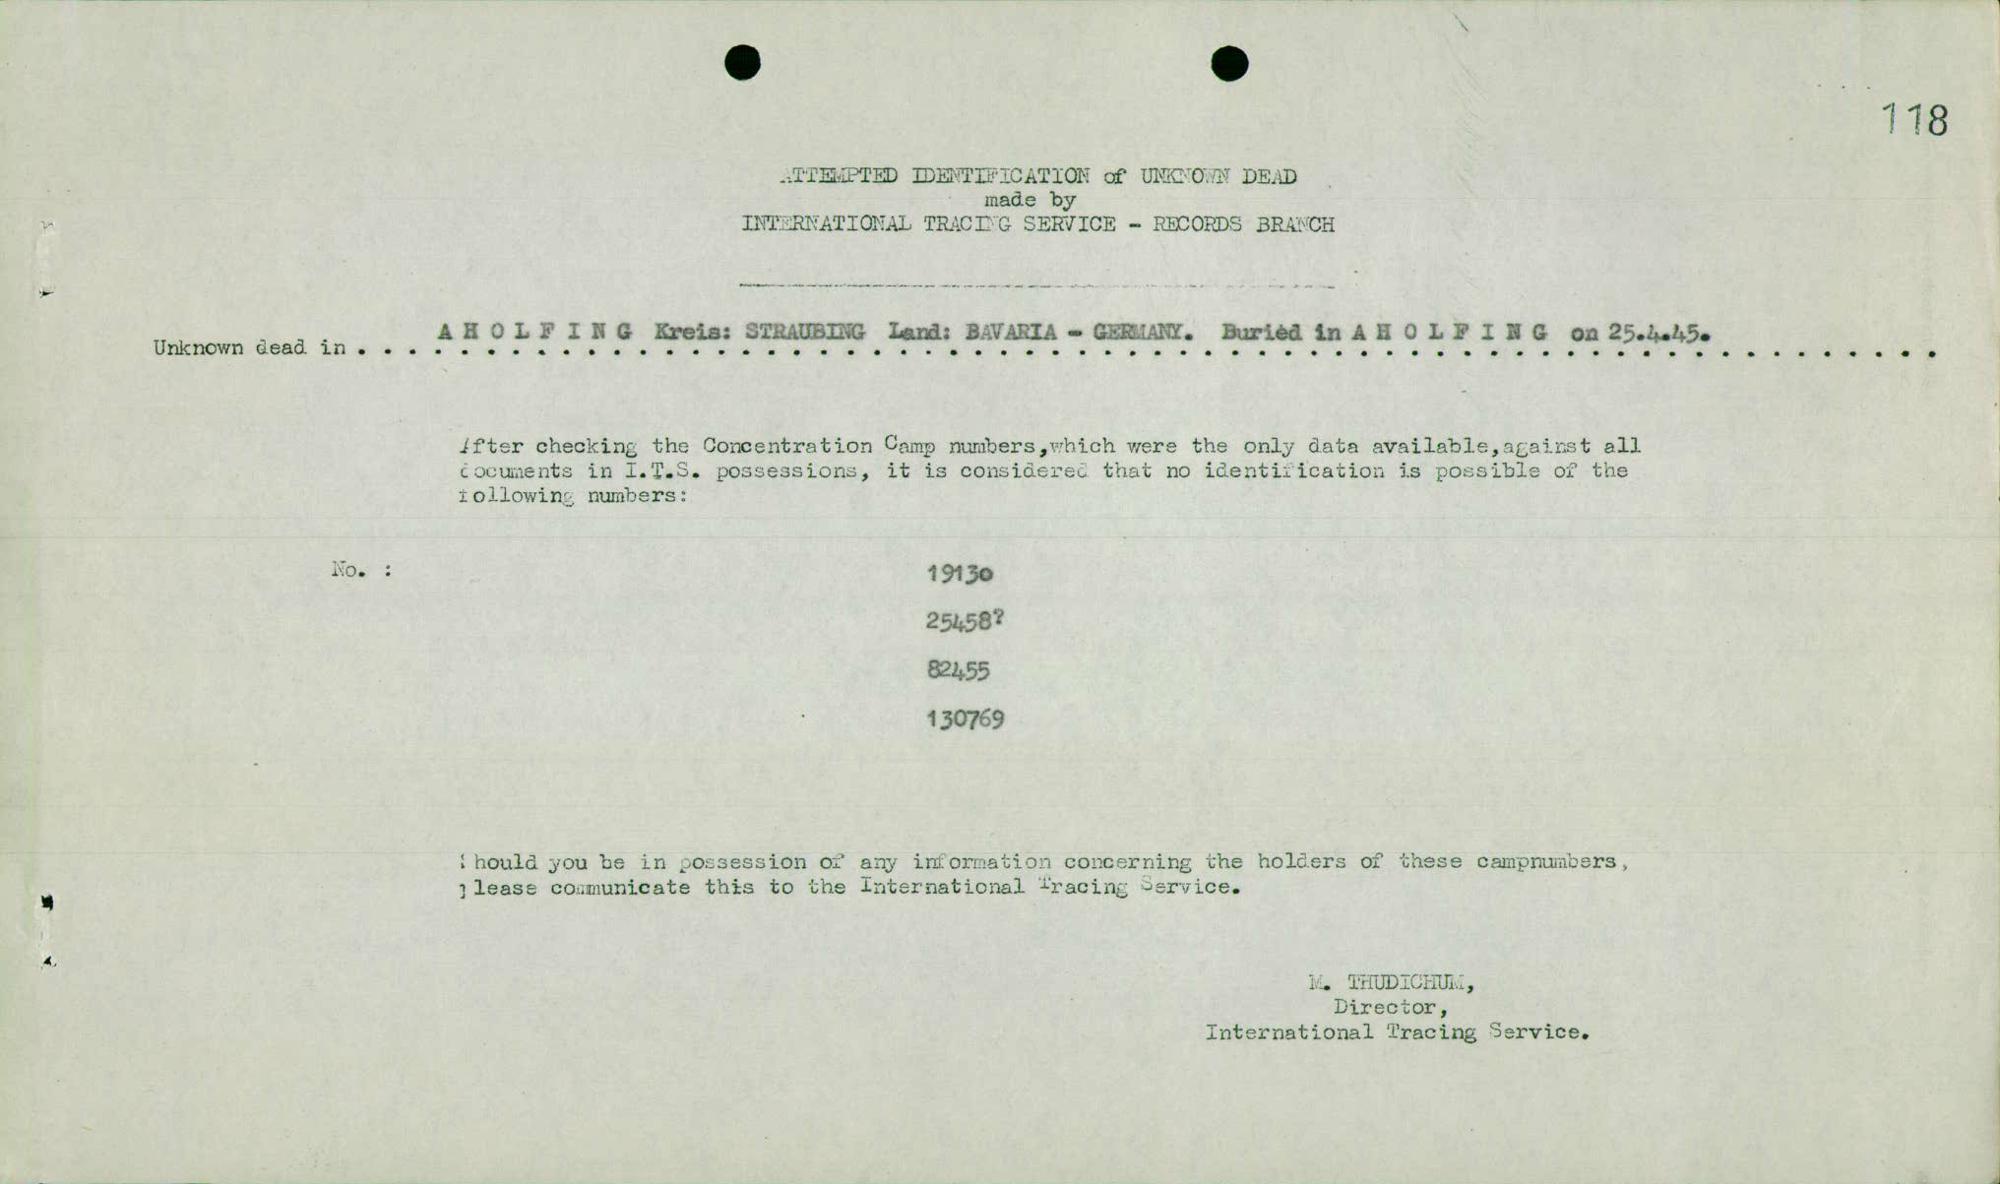 118
ATTEMPTED IDENTIFICATION of UNKNOWN DEAD
made by
INTERNATIONAL TRACING SERVICE - RECORDS BRANCH
Unknown dead in . . . A H O L F I N G Kreis: STRAUBING Land: BAVARIA - GERMANY. Buried in A H O L F I N G on 25.4.45.
After checking the Concentration Camp numbers,which were the only data available,against all
documents in I.T.S. possessions, it is considered that no identification is possible of the
following numbers:
No. : 19130
25458?
82455
130769
Should you be in possession of any information concerning the holders of these campnumbers,
please communicate this to the International Tracing Service.
M. THUDICHUM,
Director,
International Tracing Service.